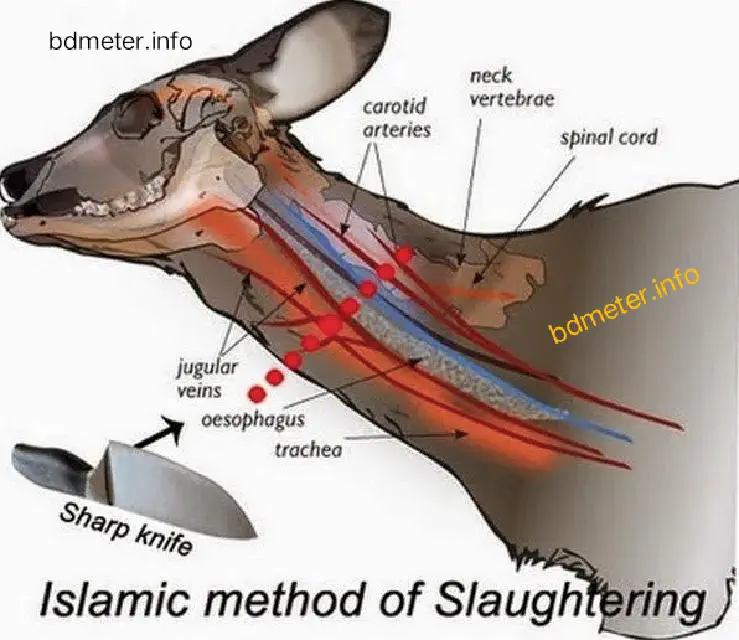 bdmeter.info
neck
vertebrae
carotid
arteries
spinal cord
bdmeter.info
jugular
veins
oesophagus
trachea
Sharp knife
Islamic method of Slaughtering